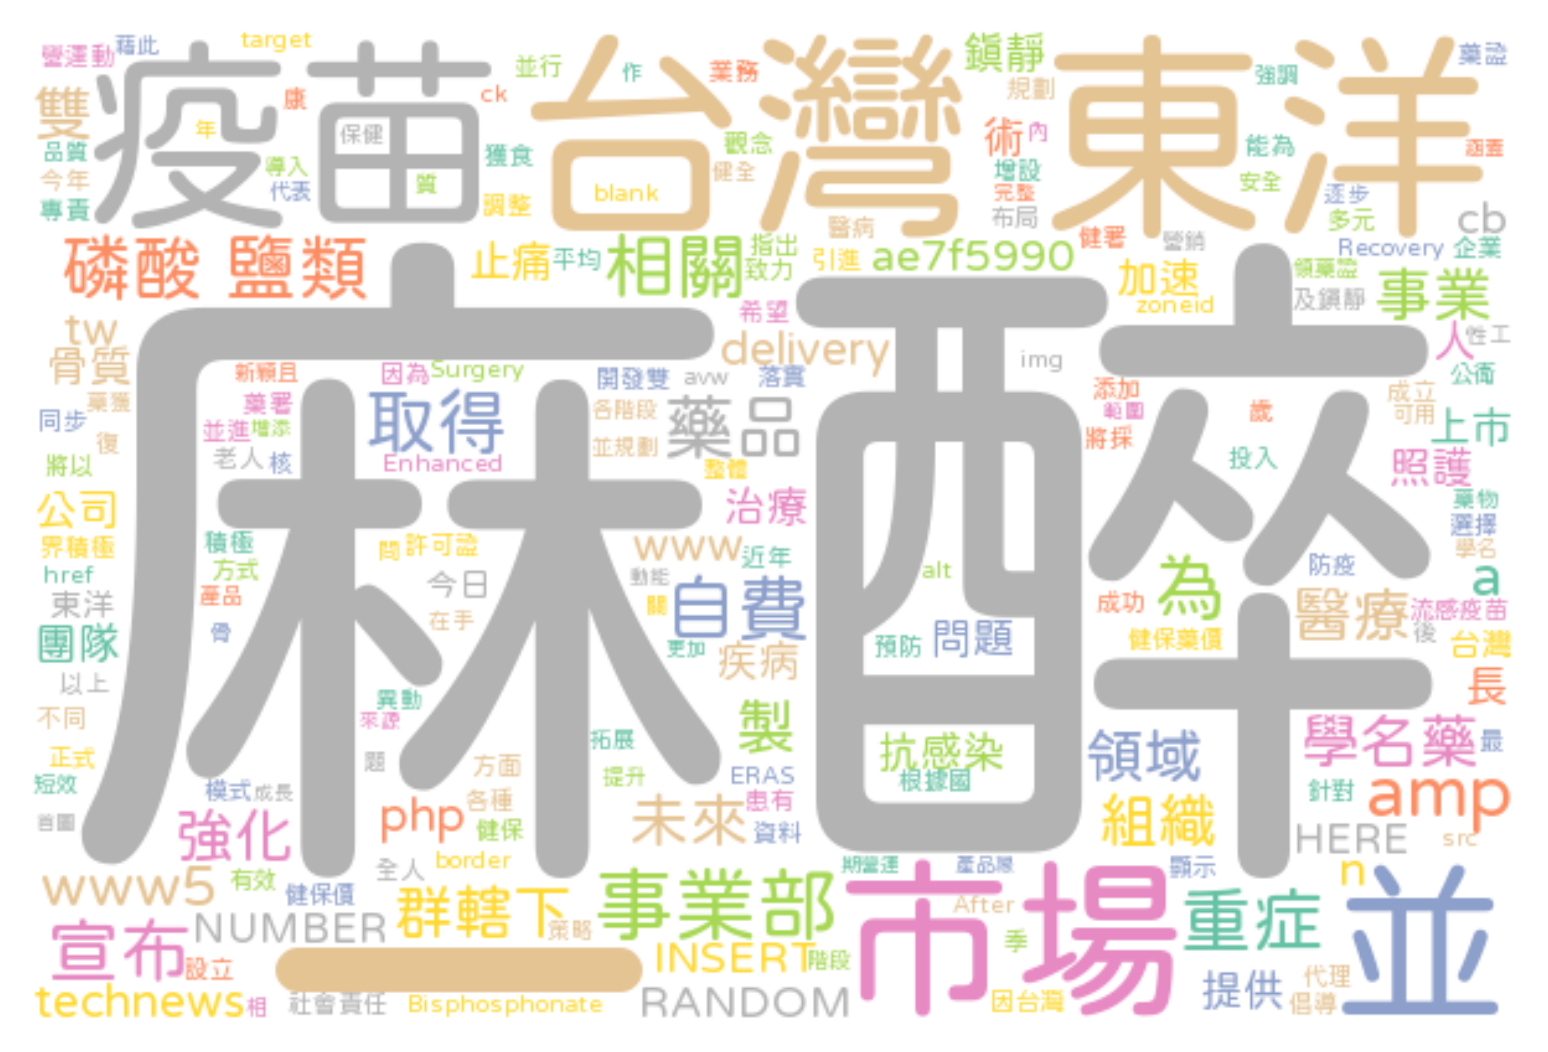 營運動 藉此 target 並行 作 業務 鎮靜 強調 藥證
疫苗 台灣 東洋
雙 康 ck 規劃
年 保健 術 內
品質 導入 獲食 觀念 增設 能為 涵蓋
今年 代表 質 blank 健全 完整 安全 逐步
專責 調整 醫病 布局 多元 cb
磷酸 鹽類 止痛 平均 相關 指出 致力 引進 ae7f5990 健署 營銷 Recovery 企業
加速 領藥證 事業
zoneid 及鎮靜
麻醉
tw 希望 人 性工
骨質 delivery img 公衛
新穎且 因為 Surgery 開發雙 avw 落實 添加 成立
藥獲 藥署 取得 各階段 藥品 範圍 歲 可用
同步 並進 增添 並規劃 將採 上市
復 老人 核 Enhanced 整體 投入 照護
將以
公司 治療 藥物
界積極 積極 問 許可證 www 近年 選擇
學名
href 方式 今日 動能 alt 防疫 a
東洋 產品 在手 關 自費 成功 為 醫療 流感疫苗
團隊 骨 更加 預防 問題 健保藥價 後 台灣
以上 疾病 長
不同 異動
來源 製
正式 題 方面 拓展 抗感染 領域 學名藥 最
短效 模式 成長 提升 ERAS 根據國 針對 amp
首圖 強化 php 各種 未來 患有 組織
健保 資料 HERE src
全人 border 期營運 產品線 顯示 n
www5 有效 健保價 群轄下 事業部 市場 並
宣布 NUMBER 策略 After 重症
設立 一 INSERT 階段 季 代理
technews 相 社會責任 Bisphosphonate RANDOM 因台灣 提供 倡導